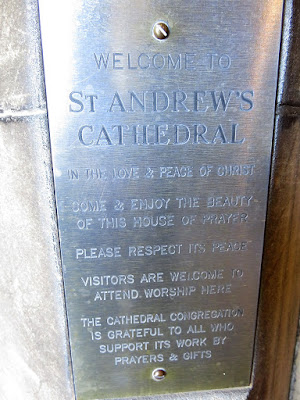 WELCOME TO
ST ANDREW'S
CATHEDRAL
IN THE LOVE & PEACE OF CHRIST
COME & ENJOY THE BEAUTY
OF THIS HOUSE OF PRAYER
PLEASE RESPECT ITS PEACE
VISITORS ARE WELCOME TO
ATTEND WORSHIP HERE
THE CATHEDRAL CONGREGATION
IS GRATEFUL TO ALL WHO
SUPPORT ITS WORK BY
PRAYERS & GIFTS